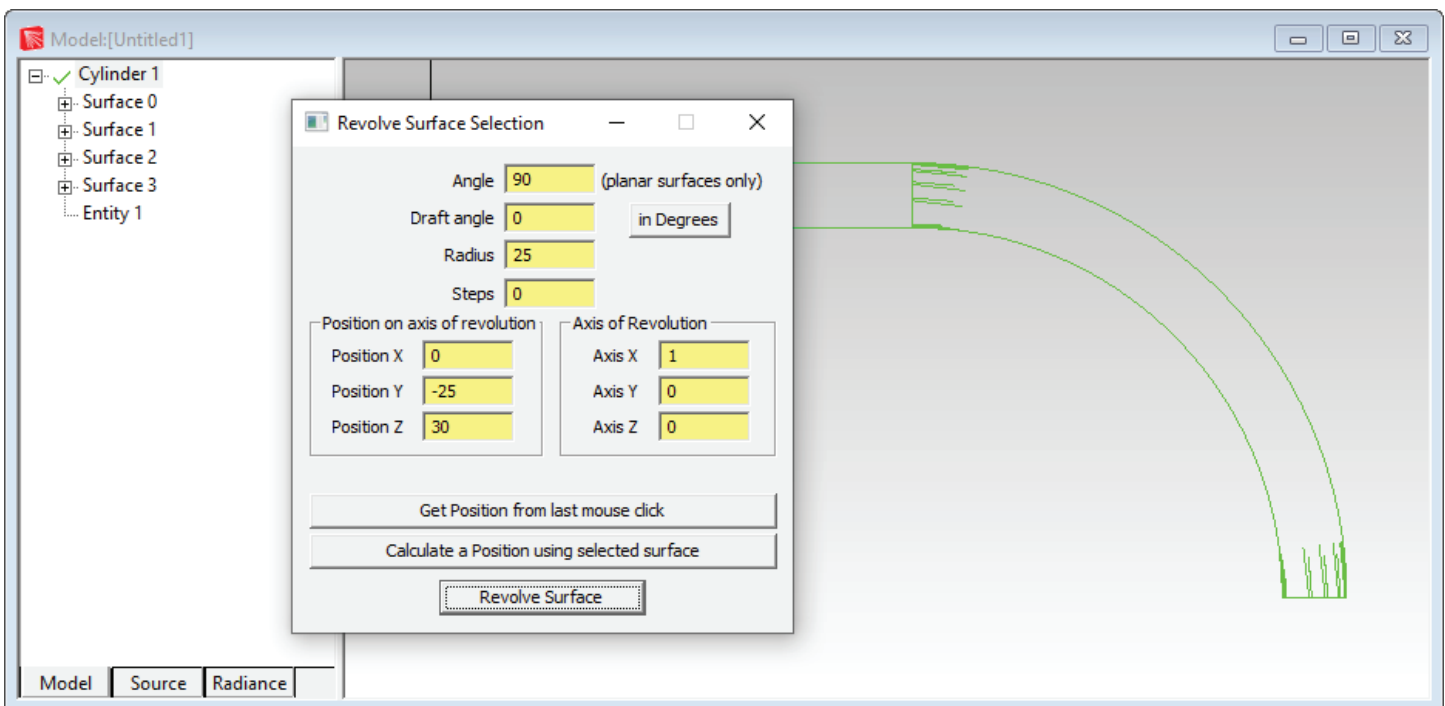 Model:[Untitled1]
Cylinder 1
Surface 0
Surface 1
Surface 2
Surface 3
Entity 1
Model Source Radiance
Revolve Surface Selection
Angle 90 (planar surfaces only)
Draft angle 0 in Degrees
Radius 25
Steps 0
Position on axis of revolution
Position X 0
Position Y -25
Position Z 30
Axis of Revolution
Axis X 1
Axis Y 0
Axis Z 0
Get Position from last mouse click
Calculate a Position using selected surface
Revolve Surface